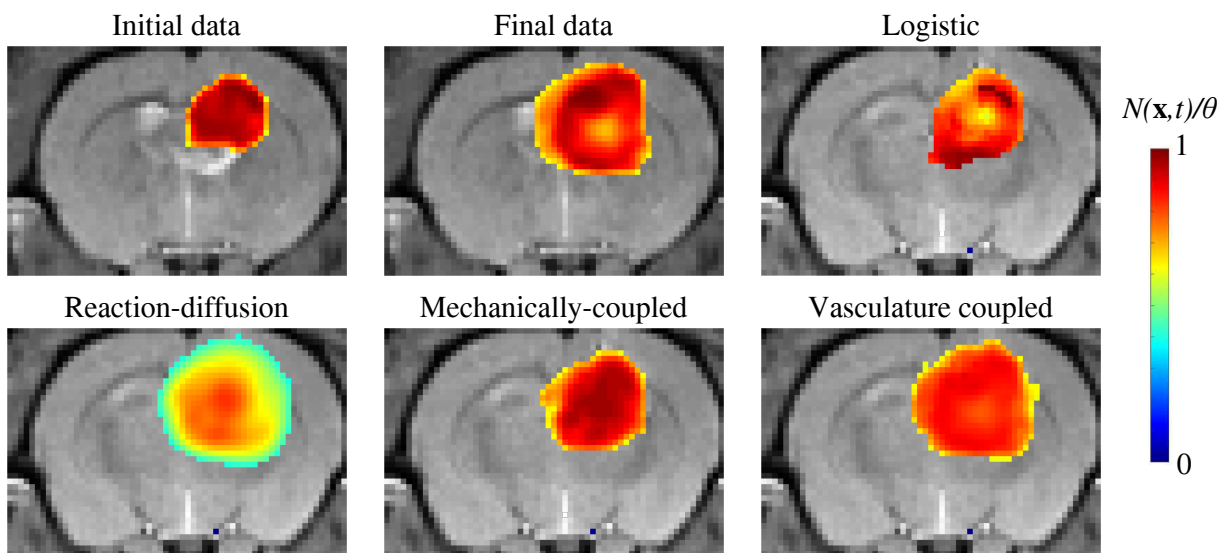 Initial data
Final data
Logistic
N(x,t)/θ
1
Reaction-diffusion
Mechanically-coupled
Vasculature coupled
0